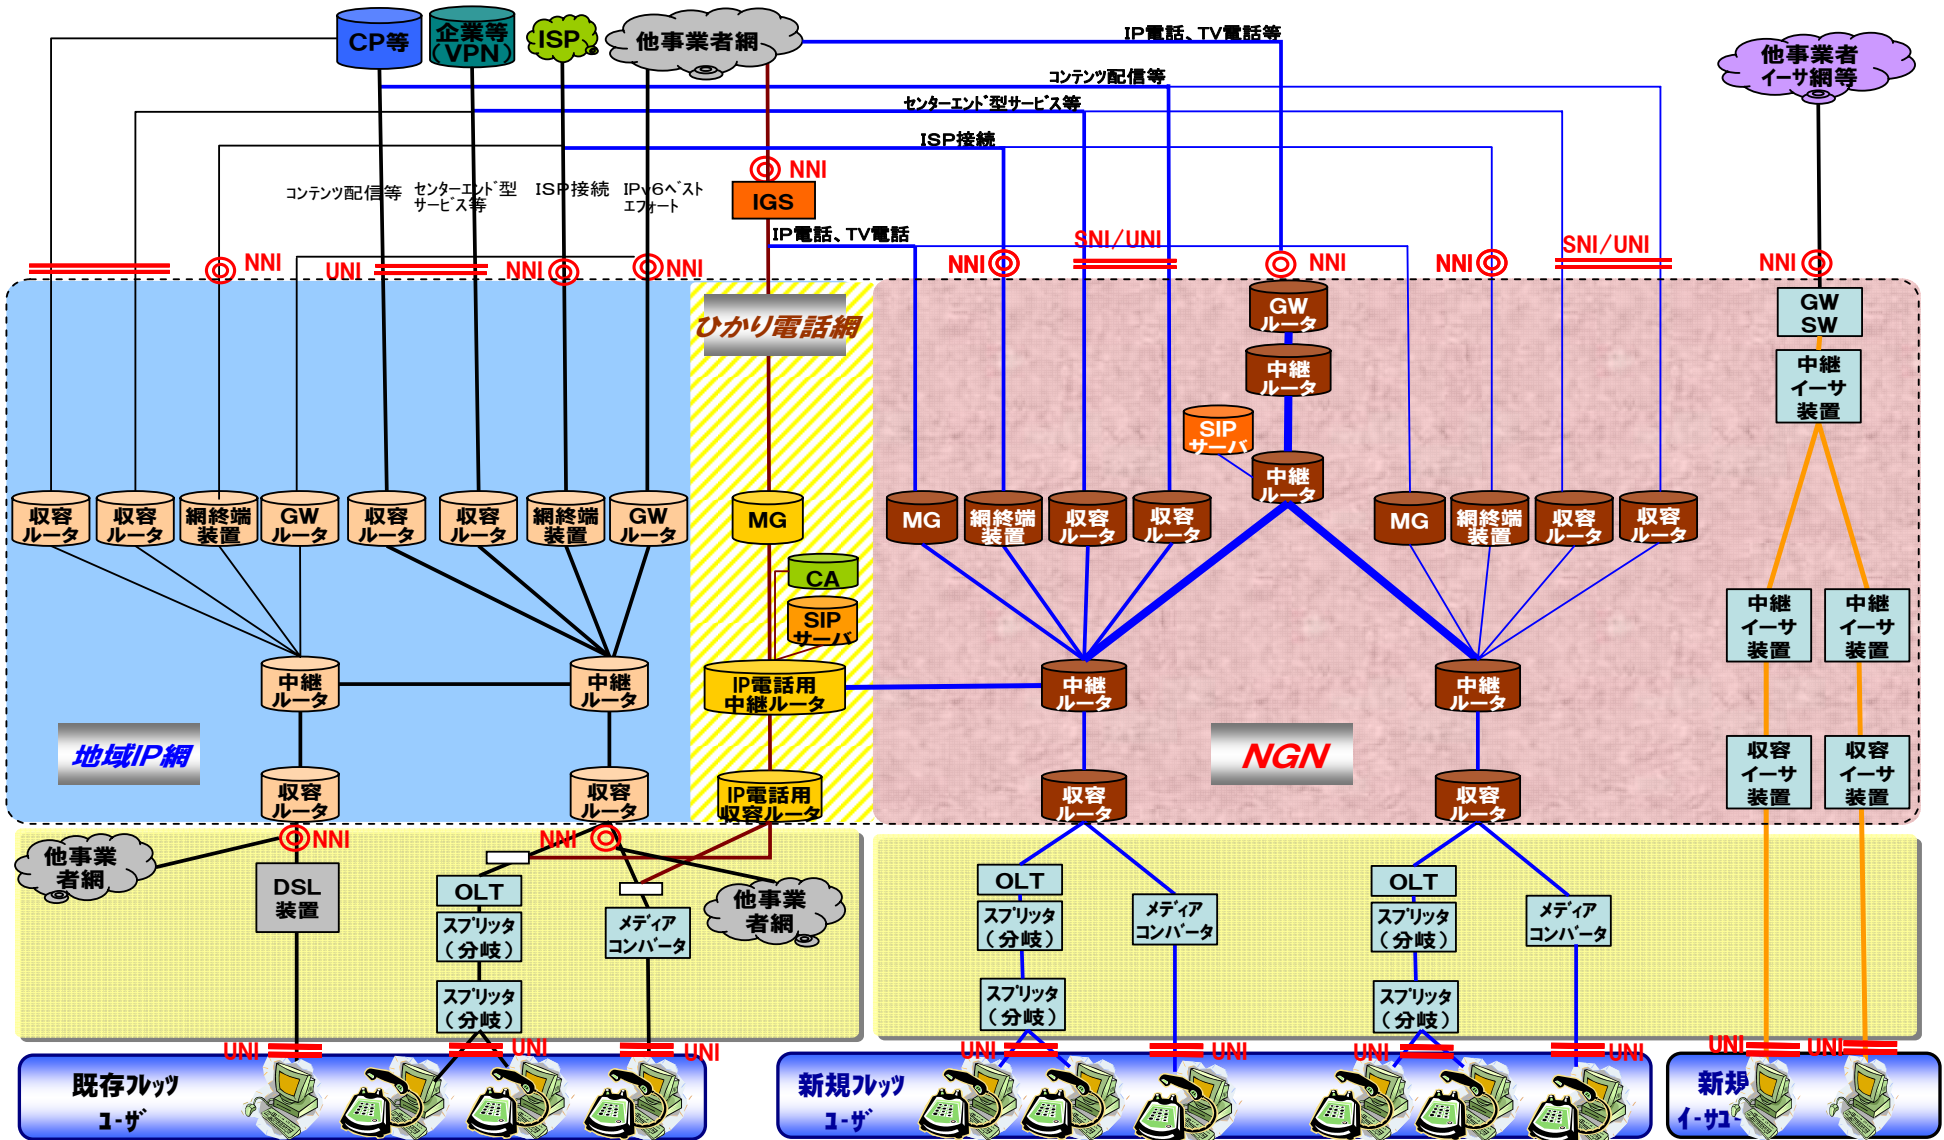 CP等
企業等
(VPN)
ISP
他事業者網
IP電話、TV電話等
コンテンツ配信等
センターエンド型サービス等
ISP接続
他事業者
イーサ網等
コンテンツ配信等
センターエンド型
サービス等
ISP接続
IPv6ベスト
エフォート
NNI
IGS
IP電話、TV電話
NNI
UNI
NNI
NNI
NNI
SNI/UNI
NNI
NNI
SNI/UNI
NNI
ひかり電話網
GW
ルータ
中継
ルータ
SIP
サーバ
中継
ルータ
GW
SW
中継
イーサ
装置
収容
ルータ
収容
ルータ
網終端
装置
GW
ルータ
収容
ルータ
収容
ルータ
網終端
装置
GW
ルータ
MG
MG
網終端
装置
収容
ルータ
収容
ルータ
MG
網終端
装置
収容
ルータ
収容
ルータ
CA
SIP
サーバ
中継
イーサ
装置
中継
イーサ
装置
中継
ルータ
中継
ルータ
IP電話用
中継ルータ
中継
ルータ
中継
ルータ
地域IP網
NGN
収容
ルータ
収容
ルータ
IP電話用
収容ルータ
収容
ルータ
収容
ルータ
収容
イーサ
装置
収容
イーサ
装置
NNI
NNI
他事業
者網
DSL
装置
OLT
スプリッタ
(分岐)
スプリッタ
(分岐)
メディア
コンバータ
他事業
者網
OLT
スプリッタ
(分岐)
スプリッタ
(分岐)
メディア
コンバータ
OLT
スプリッタ
(分岐)
スプリッタ
(分岐)
メディア
コンバータ
UNI
UNI
UNI
UNI
UNI
UNI
UNI
UNI
UNI
既存フレッツ
ユーザ
新規フレッツ
ユーザ
新規
イーサユー